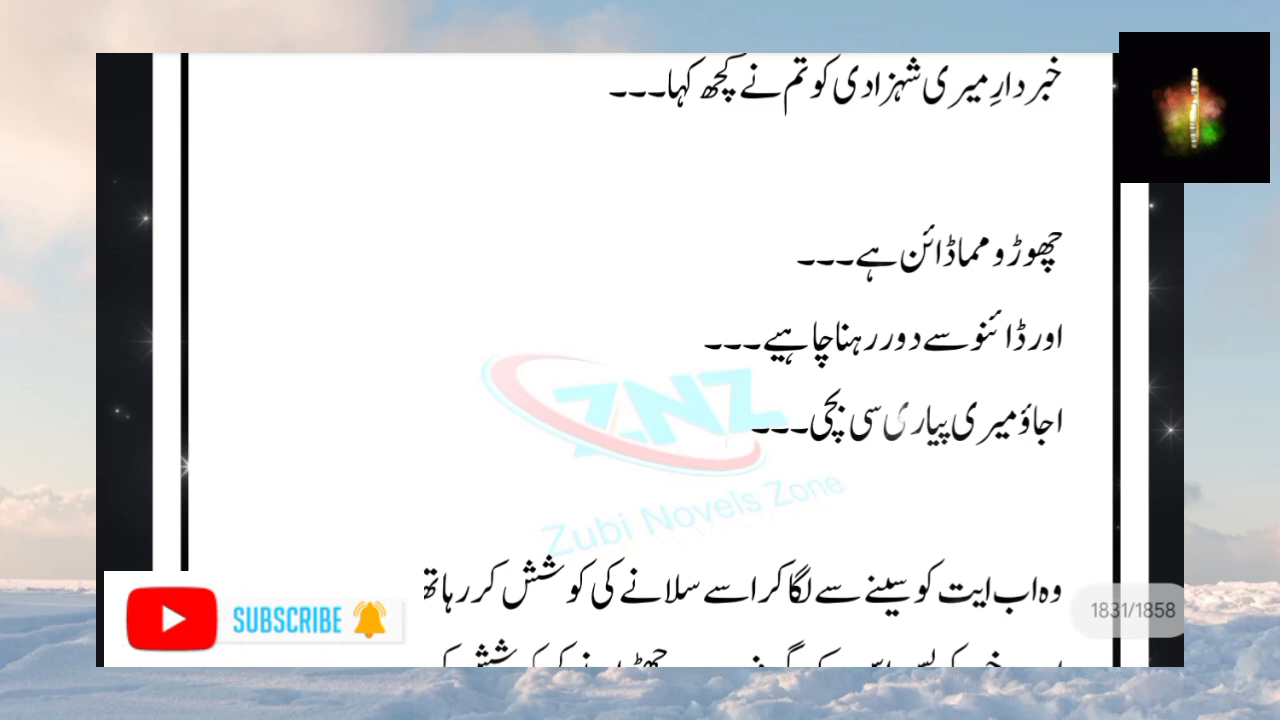 خبردارِ میری شہزادی کو تم نے کچھ کہا۔۔۔
چھوڑو مما ڈائن ہے۔۔۔
اور ڈائنو سے دور رہنا چاہیے۔۔۔
اجاؤ میری پیاری سی بچی۔۔۔
ZNZ
Zubi Novels Zone
وہ اب ایت کو سینے سے لگا کر اسے سلانے کی کوشش کر رہا تھ
1831/1858
SUBSCRIBE